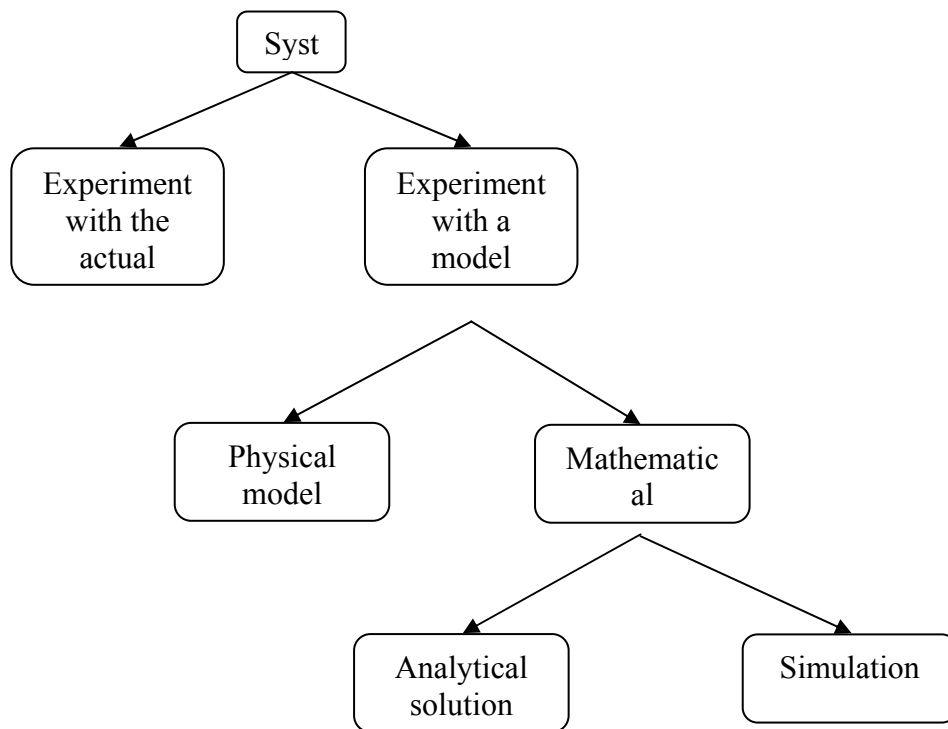 Syst
Experiment
with the
actual
Experiment
with a
model
Physical
model
Mathematic
al
Analytical
solution
Simulation